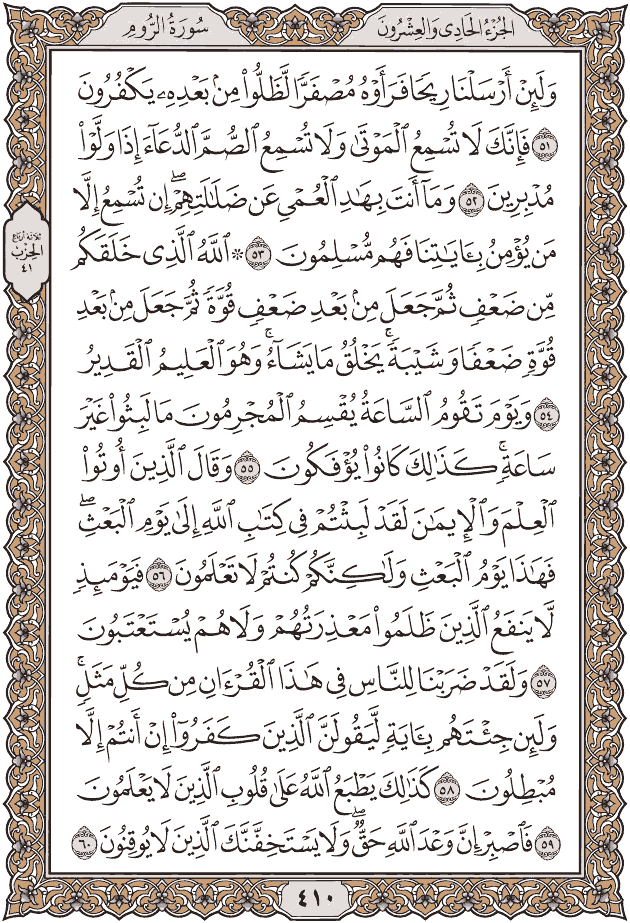 الجُزْءُ الحَادِي وَالعِشْرُونَ
سُورَةُ الرُّومِ
وَلَئِنْ أَرْسَلْنَا رِيحًا فَرَأَوْهُ مُصْفَرًّا لَّظَلُّوا۟ مِنۢ بَعْدِهِۦ يَكْفُرُونَ
٥١ فَإِنَّكَ لَا تُسْمِعُ ٱلْمَوْتَىٰ وَلَا تُسْمِعُ ٱلصُّمَّ ٱلدُّعَآءَ إِذَا وَلَّوْا۟
مُدْبِرِينَ ٥٢ وَمَآ أَنتَ بِهَـٰدِ ٱلْعُمْىِ عَن ضَلَـٰلَتِهِمْ ۖ إِن تُسْمِعُ إِلَّا
مَن يُؤْمِنُ بِـَٔايَـٰتِنَا فَهُم مُّسْلِمُونَ ٥٣ ۞ ٱللَّهُ ٱلَّذِى خَلَقَكُم
مِّن ضَعْفٍ ثُمَّ جَعَلَ مِنۢ بَعْدِ ضَعْفٍ قُوَّةً ثُمَّ جَعَلَ مِنۢ بَعْدِ
قُوَّةٍ ضَعْفًا وَشَيْبَةً ۚ يَخْلُقُ مَا يَشَآءُ ۚ وَهُوَ ٱلْعَلِيمُ ٱلْقَدِيرُ
٥٤ وَيَوْمَ تَقُومُ ٱلسَّاعَةُ يُقْسِمُ ٱلْمُجْرِمُونَ مَا لَبِثُوا۟ غَيْرَ
سَاعَةٍ ۚ كَذَٰلِكَ كَانُوا۟ يُؤْفَكُونَ ٥٥ وَقَالَ ٱلَّذِينَ أُوتُوا۟
ٱلْعِلْمَ وَٱلْإِيمَـٰنَ لَقَدْ لَبِثْتُمْ فِى كِتَـٰبِ ٱللَّهِ إِلَىٰ يَوْمِ ٱلْبَعْثِ ۖ
فَهَـٰذَا يَوْمُ ٱلْبَعْثِ وَلَـٰكِنَّكُمْ كُنتُمْ لَا تَعْلَمُونَ ٥٦ فَيَوْمَئِذٍ
لَّا يَنفَعُ ٱلَّذِينَ ظَلَمُوا۟ مَعْذِرَتُهُمْ وَلَا هُمْ يُسْتَعْتَبُونَ
٥٧ وَلَقَدْ ضَرَبْنَا لِلنَّاسِ فِى هَـٰذَا ٱلْقُرْءَانِ مِن كُلِّ مَثَلٍ ۚ
وَلَئِن جِئْتَهُم بِـَٔايَةٍ لَّيَقُولَنَّ ٱلَّذِينَ كَفَرُوٓا۟ إِنْ أَنتُمْ إِلَّا
مُبْطِلُونَ ٥٨ كَذَٰلِكَ يَطْبَعُ ٱللَّهُ عَلَىٰ قُلُوبِ ٱلَّذِينَ لَا يَعْلَمُونَ
٥٩ فَٱصْبِرْ إِنَّ وَعْدَ ٱللَّهِ حَقٌّ ۖ وَلَا يَسْتَخِفَّنَّكَ ٱلَّذِينَ لَا يُوقِنُونَ ٦٠
ثلاثة أرباع
الحِزْب
٤١
٤١٠